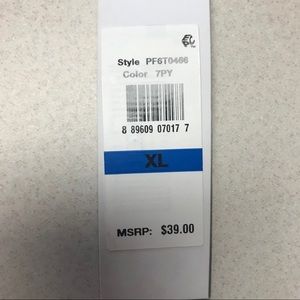 Style PF6T0466
Color 7PY
8 89609 07017 7
XL
MSRP: $39.00